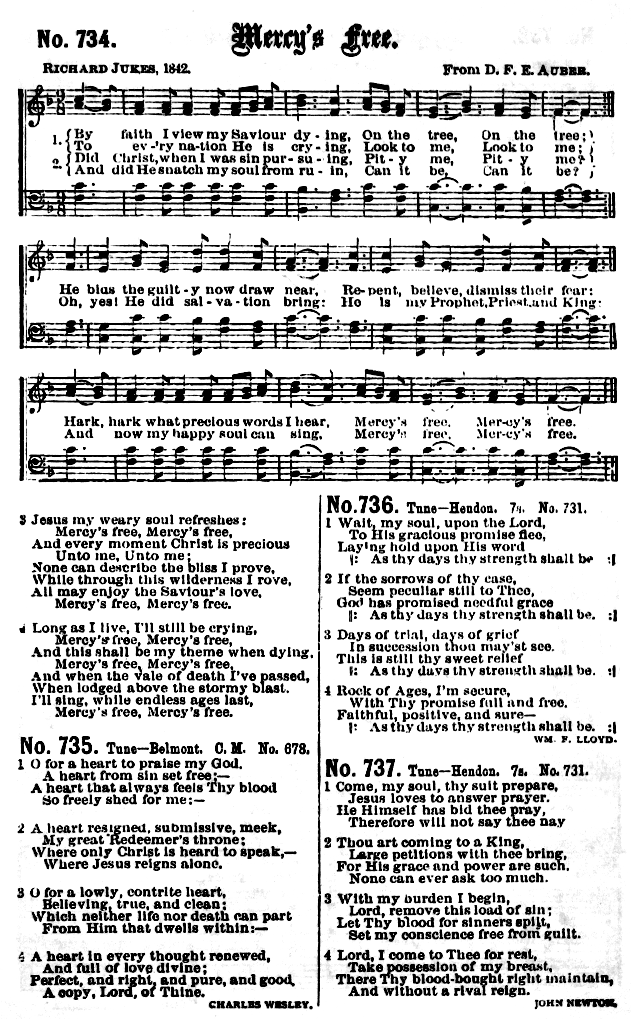 No. 734. Mercy's Free.
RICHARD JUKES, 1842. From D. F. E. AUBER.
1. { By faith I view my Saviour dy - ing, On the tree, On the tree; }
{ To ev-'ry nation He is cry - ing, Look to me, Look to me; }
2. { Did Christ, when I was sin pur - su - ing, Pit - y me, Pit - y me? }
{ And did He snatch my soul from ru - in, Can it be, Can it be? }
He bids the guilt - y now draw near, Re-pent, believe, dismiss their fear:
Oh, yes! He did sal - va - tion bring: He is my Prophet, Priest, and King:
Hark, hark what precious words I hear, Mercy's free, Mer-cy's free.
And now my happy soul can sing, Mercy's free, Mer-cy's free.
3 Jesus my weary soul refreshes:
Mercy's free, Mercy's free,
And every moment Christ is precious
Unto me, Unto me;
None can describe the bliss I prove,
While through this wilderness I rove,
All may enjoy the Saviour's love,
Mercy's free, Mercy's free.
4 Long as I live, I'll still be crying,
Mercy's free, Mercy's free,
And this shall be my theme when dying,
Mercy's free, Mercy's free,
And when the vale of death I've passed,
When lodged above the stormy blast.
I'll sing, while endless ages last,
Mercy's free, Mercy's free.
No. 735. Tune—Belmont. C. M. No. 678.
1 O for a heart to praise my God,
A heart from sin set free;—
A heart that always feels Thy blood
So freely shed for me:—
2 A heart resigned, submissive, meek,
My great Redeemer's throne;
Where only Christ is heard to speak,—
Where Jesus reigns alone.
3 O for a lowly, contrite heart,
Believing, true, and clean;
Which neither life nor death can part
From Him that dwells within:—
4 A heart in every thought renewed,
And full of love divine;
Perfect, and right, and pure, and good,
A copy, Lord, of Thine.
CHARLES WESLEY.
No. 736. Tune—Hendon. 7s. No. 731.
1 Wait, my soul, upon the Lord,
To His gracious promise flee,
Laying hold upon His word
|: As thy days thy strength shall be :|
2 If the sorrows of thy case,
Seem peculiar still to Thee,
God has promised needful grace
|: As thy days thy strength shall be. :|
3 Days of trial, days of grief
In succession thou may'st see.
This is still thy sweet relief
|: As thy days thy strength shall be. :|
4 Rock of Ages, I'm secure,
With Thy promise full and free.
Faithful, positive, and sure—
|: As thy days thy strength shall be. :|
WM. F. LLOYD.
No. 737. Tune—Hendon. 7s. No. 731.
1 Come, my soul, thy suit prepare,
Jesus loves to answer prayer.
He Himself has bid thee pray,
Therefore will not say thee nay
2 Thou art coming to a King,
Large petitions with thee bring,
For His grace and power are such.
None can ever ask too much.
3 With my burden I begin,
Lord, remove this load of sin;
Let Thy blood for sinners spilt,
Set my conscience free from guilt.
4 Lord, I come to Thee for rest,
Take possession of my breast,
There Thy blood-bought right maintain,
And without a rival reign.
JOHN NEWTON.